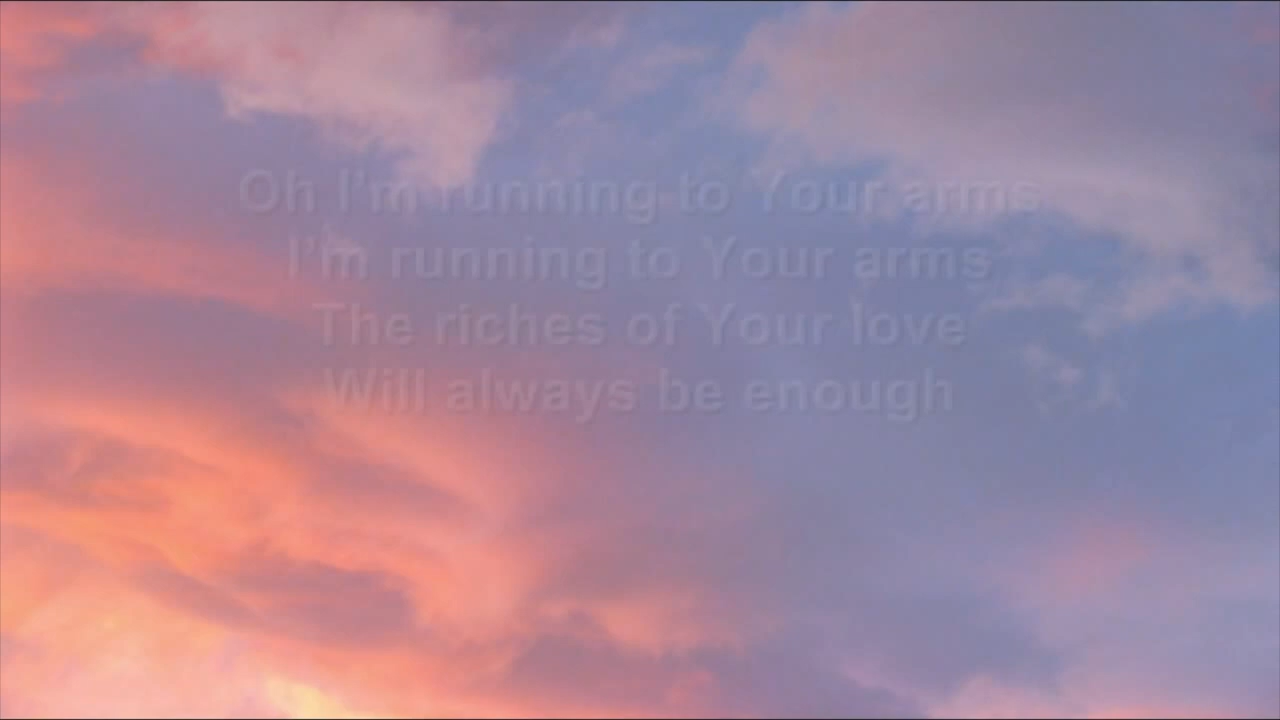 Oh I'm running to Your arms
I'm running to Your arms
The riches of Your love
Will always be enough